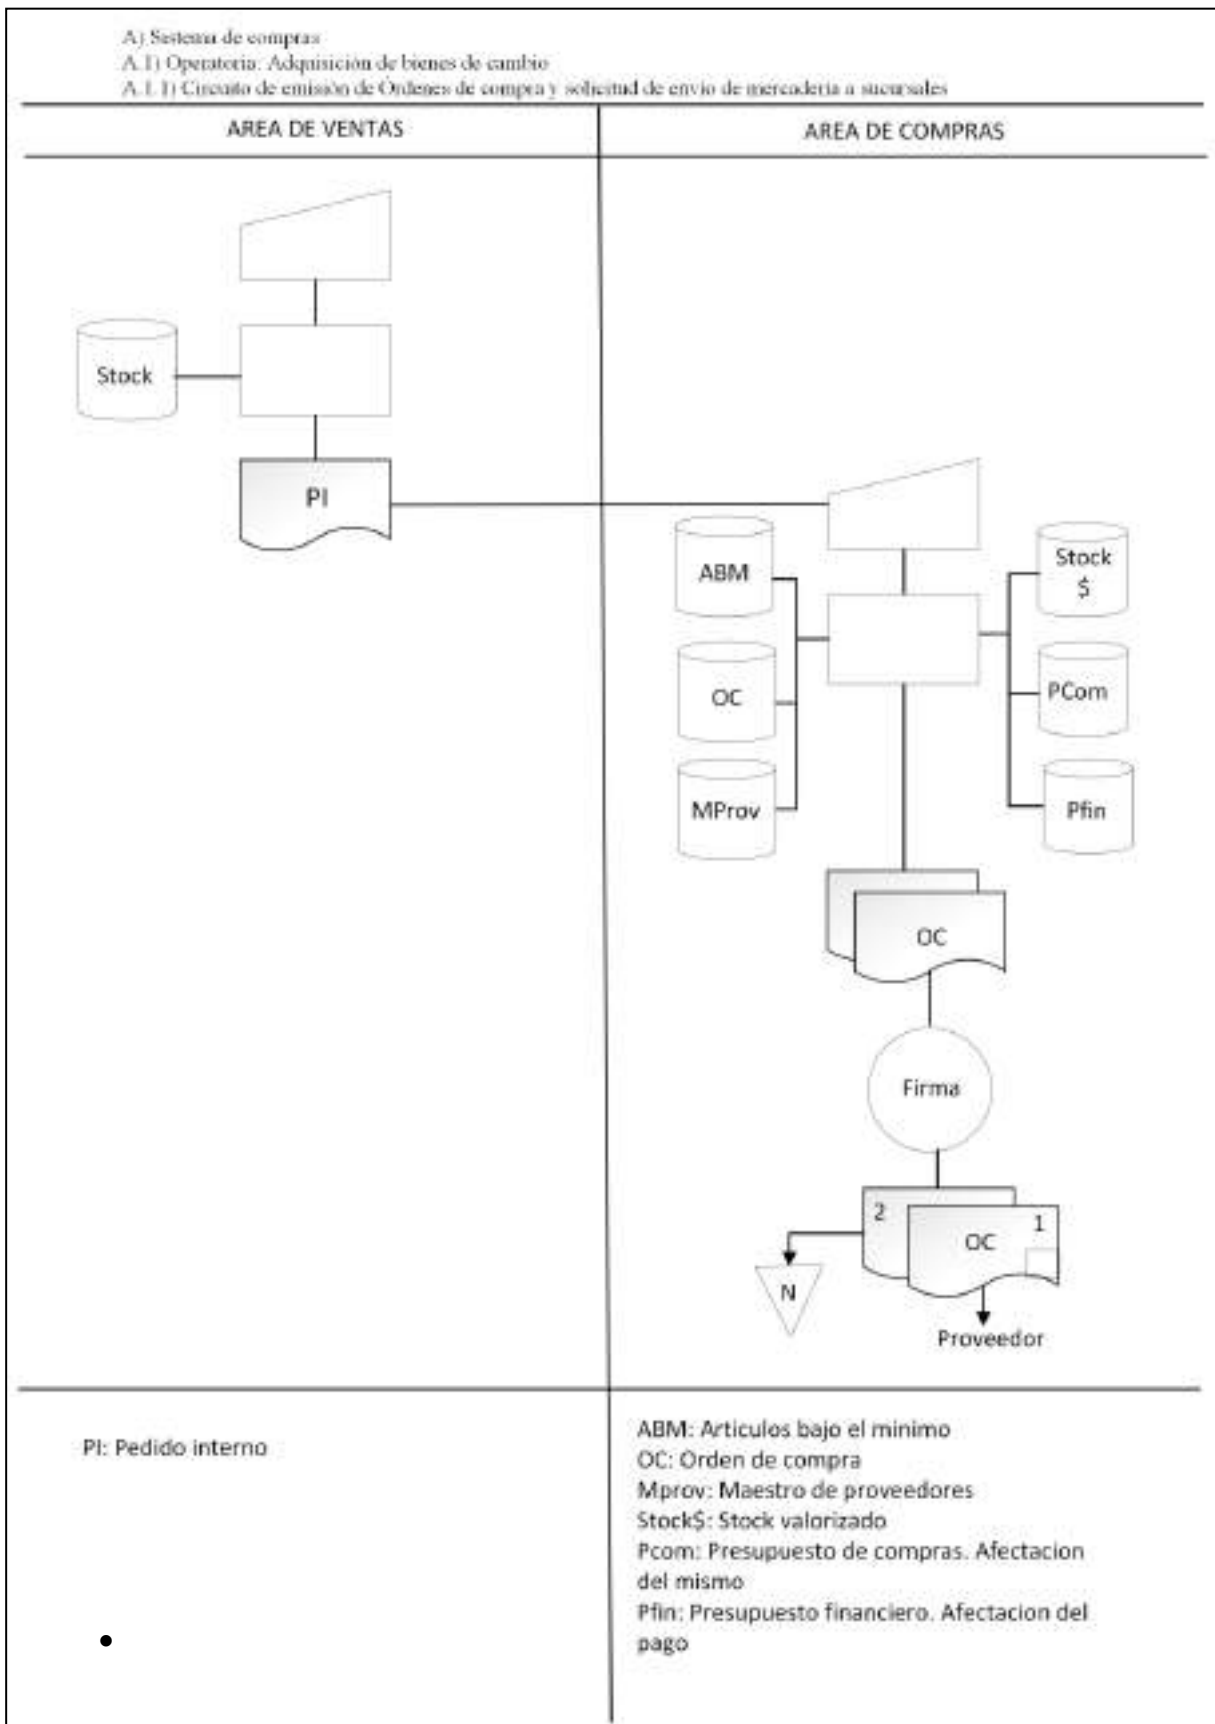 A) Sistema de compras
A.1) Operatoria. Adquisición de bienes de cambio
A.1.1) Circuito de emisión de Órdenes de compra y solicitud de envío de mercadería a sucursales
AREA DE VENTAS
AREA DE COMPRAS
Stock
PI
ABM
Stock
$
OC
PCom
MProv
Pfin
OC
Firma
2
1
OC
N
Proveedor
PI: Pedido interno
ABM: Articulos bajo el minimo
OC: Orden de compra
Mprov: Maestro de proveedores
Stock$: Stock valorizado
Pcom: Presupuesto de compras. Afectacion
del mismo
Pfin: Presupuesto financiero. Afectacion del
pago